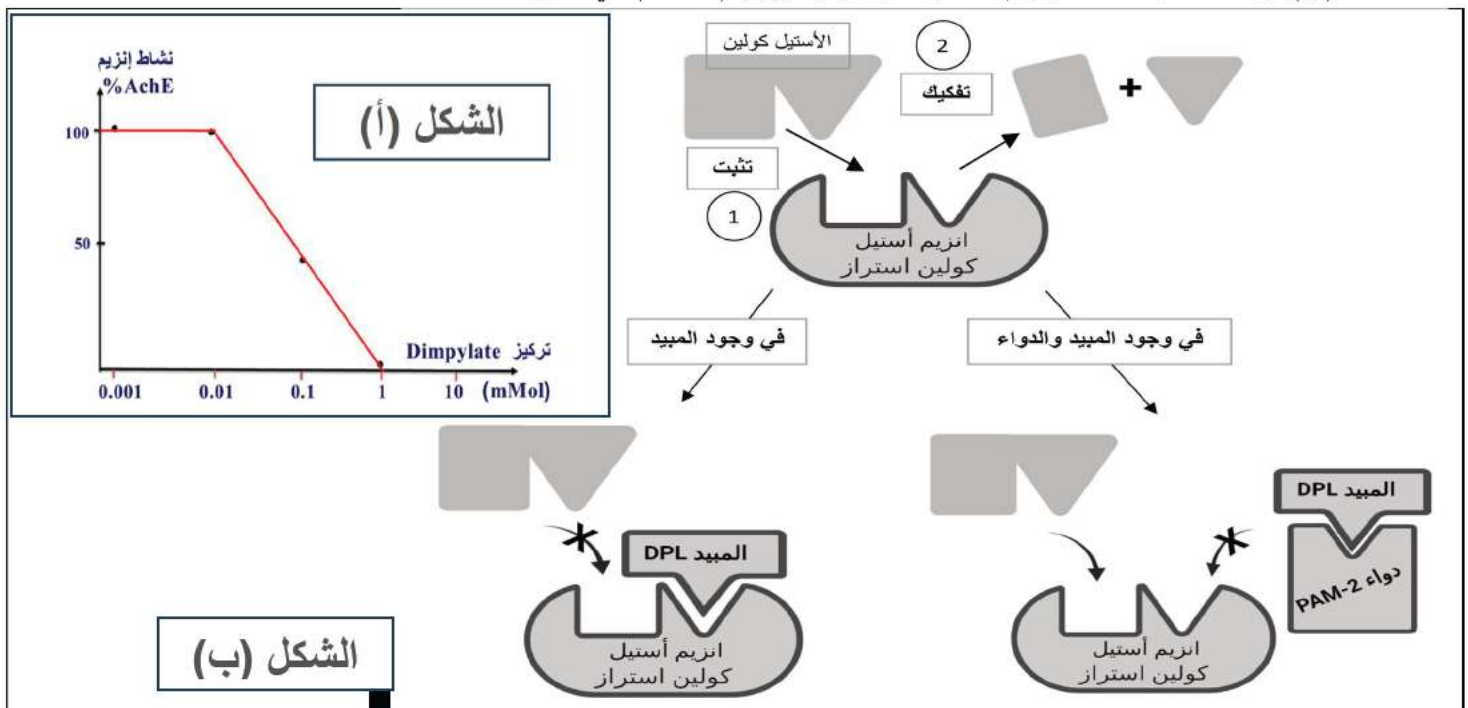 نشاط إنزيم
%AchE
الشكل (أ)
100
50
تركيز Dimpylate
0.001 0.01 0.1 1 10 (mMol)
الأستيل كولين
2
تفكيك
+
تثبت
1
انزيم أستيل
كولين استراز
في وجود المبيد
في وجود المبيد والدواء
المبيد DPL
انزيم أستيل
كولين استراز
المبيد DPL
دواء PAM-2
انزيم أستيل
كولين استراز
الشكل (ب)